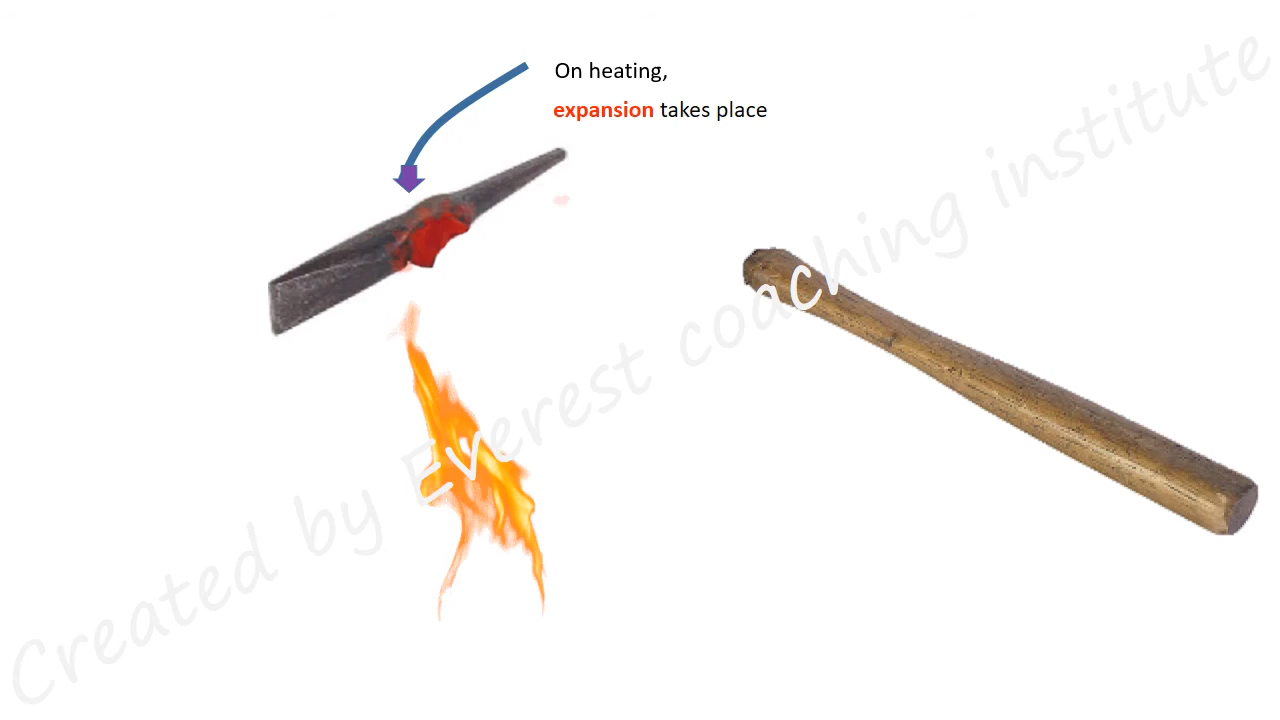 On heating,
expansion takes place
Created by Everest coaching institute